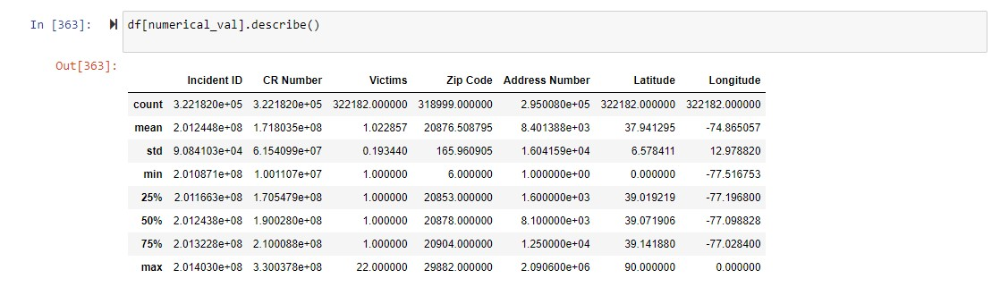 In [363]: df[numerical_val].describe()
Out[363]:
Incident ID CR Number Victims Zip Code Address Number Latitude Longitude
count 3.221820e+05 3.221820e+05 322182.000000 318999.000000 2.950080e+05 322182.000000 322182.000000
mean 2.012448e+08 1.718035e+08 1.022857 20876.508795 8.401388e+03 37.941295 -74.865057
std 9.084103e+04 6.154099e+07 0.193440 165.960905 1.604159e+04 6.578411 12.978820
min 2.010871e+08 1.001107e+07 1.000000 6.000000 1.000000e+00 0.000000 -77.516753
25% 2.011663e+08 1.705479e+08 1.000000 20853.000000 1.600000e+03 39.019219 -77.196800
50% 2.012438e+08 1.900280e+08 1.000000 20878.000000 8.100000e+03 39.071906 -77.098828
75% 2.013228e+08 2.100088e+08 1.000000 20904.000000 1.250000e+04 39.141880 -77.028400
max 2.014030e+08 3.300378e+08 22.000000 29882.000000 2.090600e+06 90.000000 0.000000